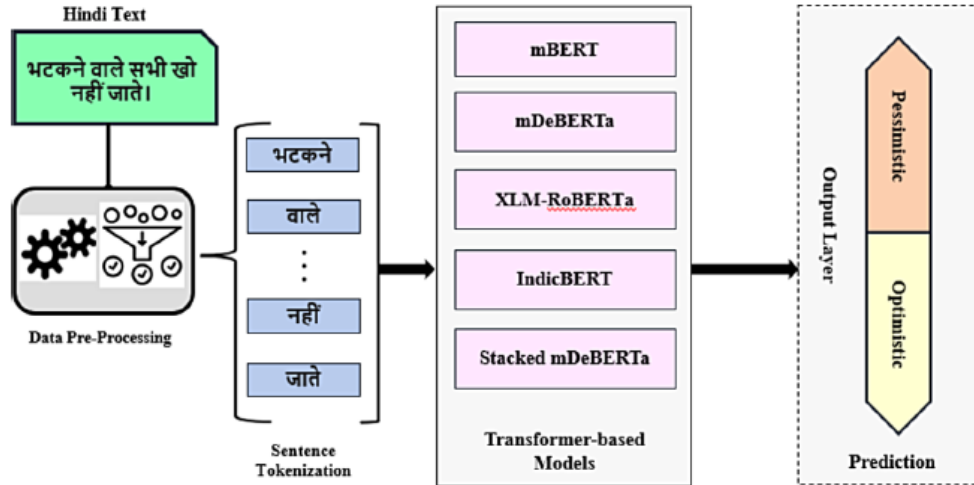 Hindi Text
भटकने वाले सभी खो
नहीं जाते।
Data Pre-Processing
भटकने
वाले
नहीं
जाते
Sentence
Tokenization
mBERT
mDeBERTa
XLM-RoBERTa
IndicBERT
Stacked mDeBERTa
Transformer-based
Models
Output Layer
Pessimistic
Optimistic
Prediction